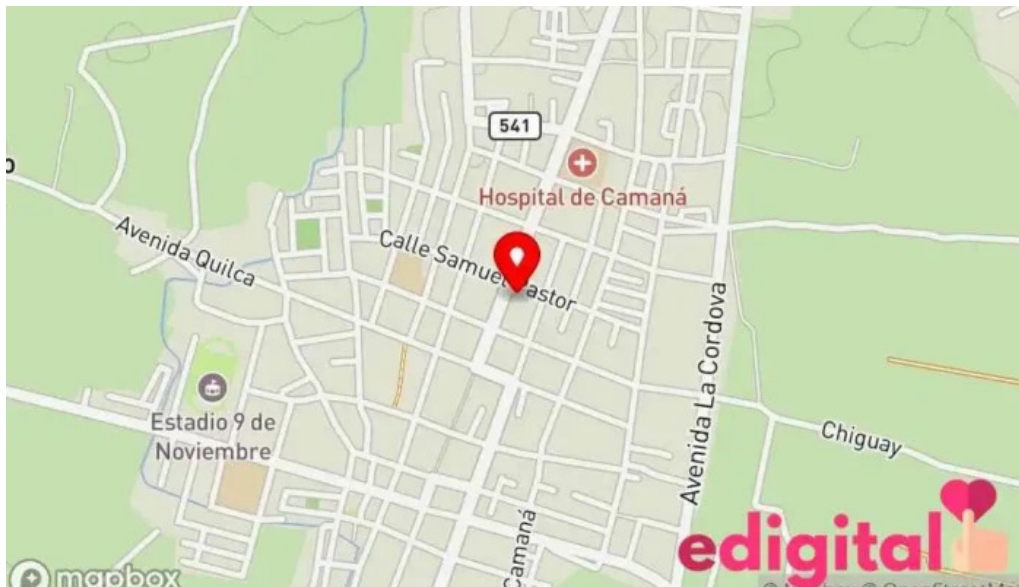 541
Hospital de Camaná
Calle Samuel Pastor
Avenida Quilca
Avenida La Cordova
Estadio 9 de
Noviembre
Chiguay
Camaná
edigital
mapbox